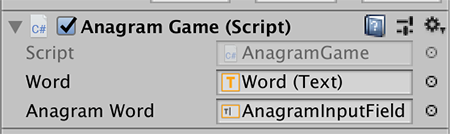 Anagram Game (Script)
Script AnagramGame
Word Word (Text)
Anagram Word AnagramInputField